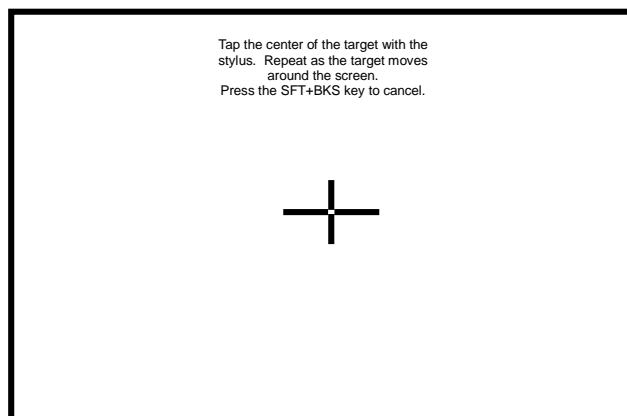 Tap the center of the target with the
stylus.  Repeat as the target moves
around the screen.
Press the SFT+BKS key to cancel.